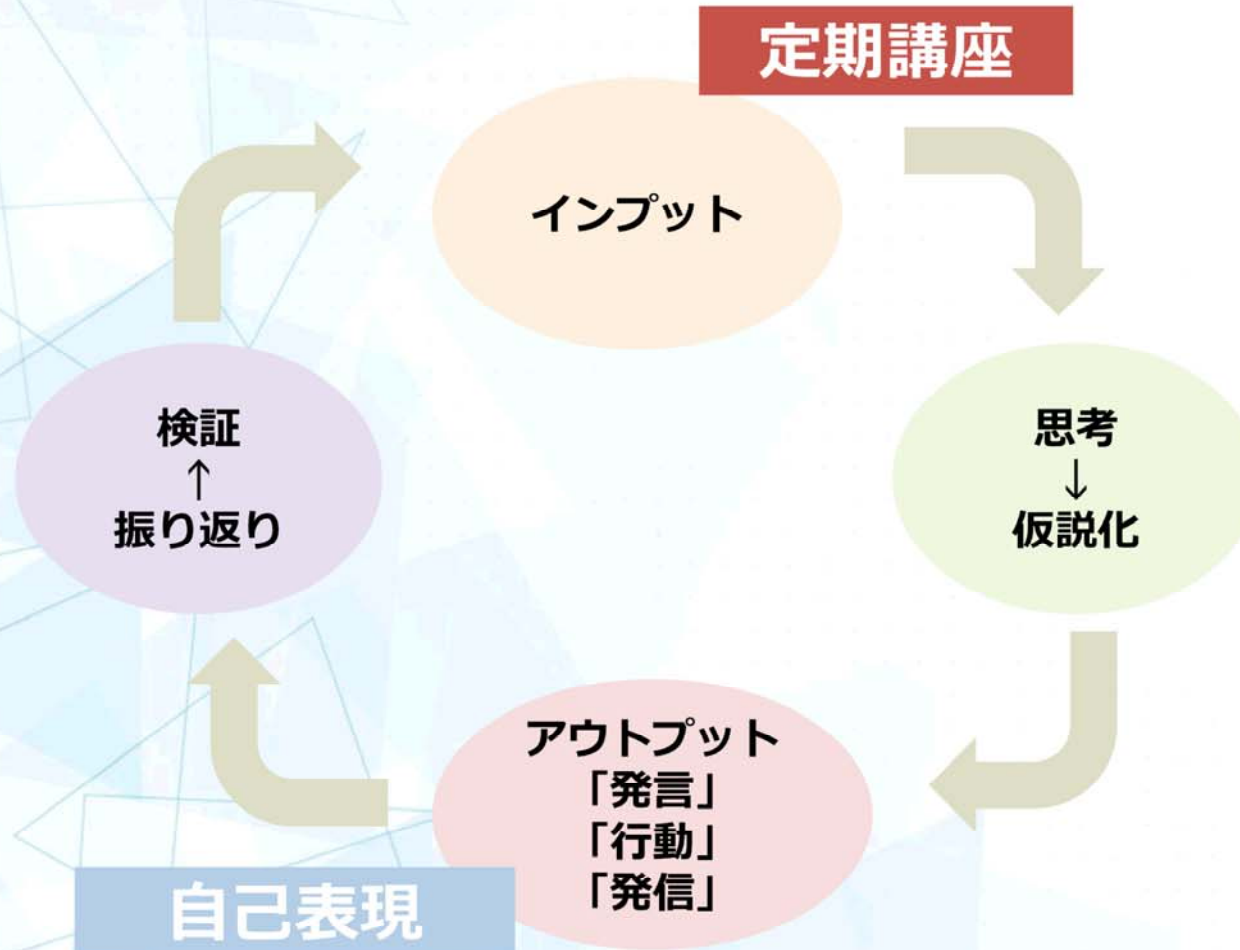 定期講座
インプット
思考
↓
仮説化
アウトプット
「発言」
「行動」
「発信」
自己表現
検証
↑
振り返り